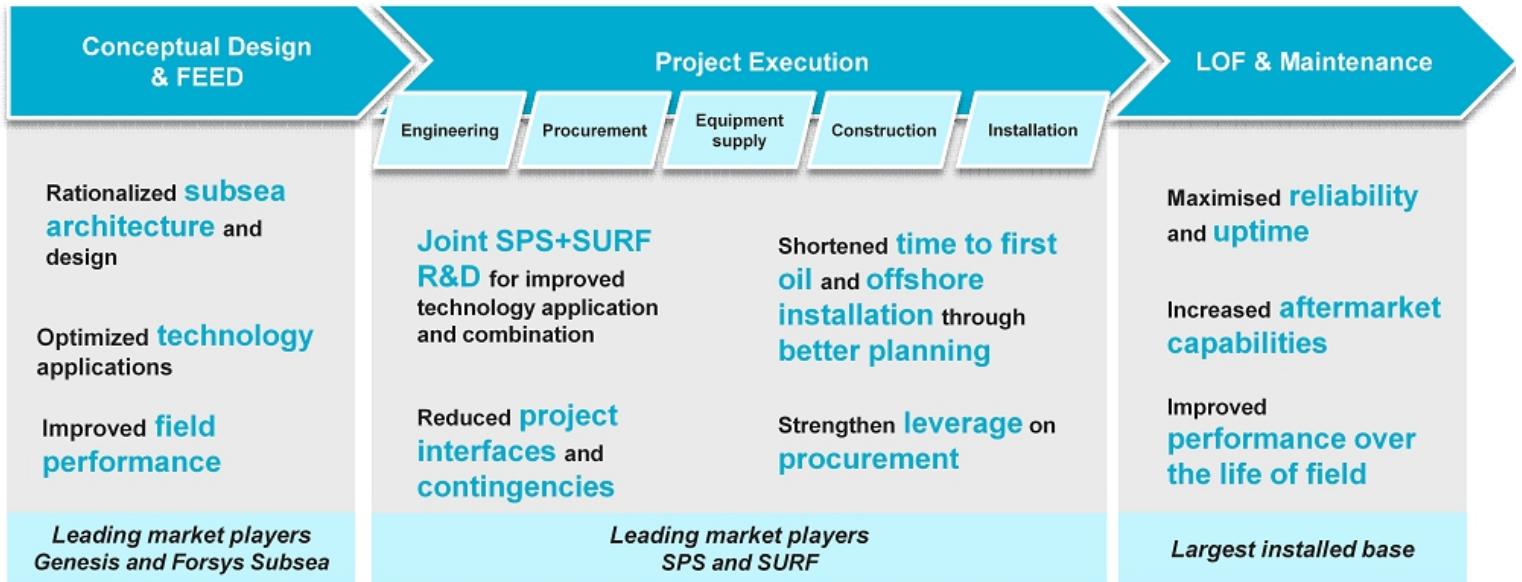 Conceptual Design
& FEED
Project Execution
LOF & Maintenance
Engineering
Procurement
Equipment
supply
Construction
Installation
Rationalized subsea
architecture and
design
Optimized technology
applications
Improved field
performance
Joint SPS+SURF
R&D for improved
technology application
and combination
Reduced project
interfaces and
contingencies
Shortened time to first
oil and offshore
installation through
better planning
Strengthen leverage on
procurement
Maximised reliability
and uptime
Increased aftermarket
capabilities
Improved
performance over
the life of field
Leading market players
Genesis and Forsys Subsea
Leading market players
SPS and SURF
Largest installed base